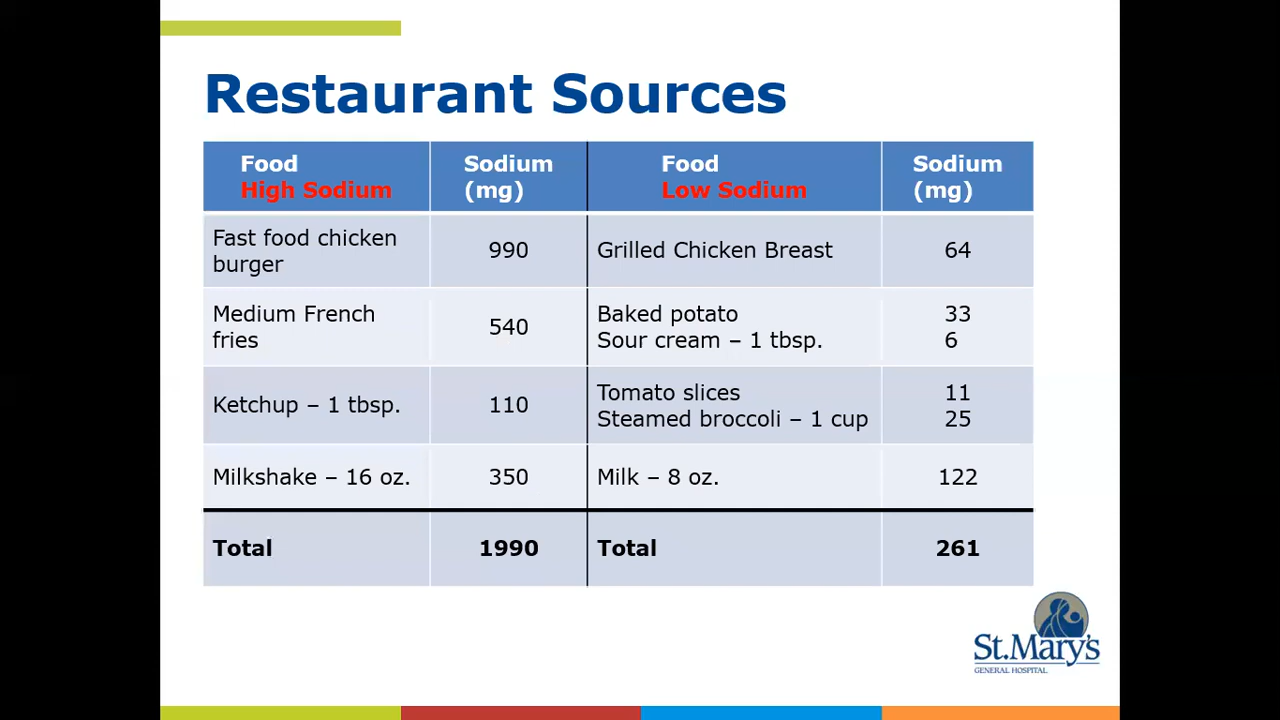 Restaurant Sources
Food
High Sodium
Sodium
(mg)
Food
Low Sodium
Sodium
(mg)
Fast food chicken
burger
990
Grilled Chicken Breast
64
Medium French
fries
540
Baked potato
Sour cream – 1 tbsp.
33
6
Ketchup – 1 tbsp.
110
Tomato slices
Steamed broccoli – 1 cup
11
25
Milkshake – 16 oz.
350
Milk – 8 oz.
122
Total
1990
Total
261
St.Mary's
GENERAL HOSPITAL